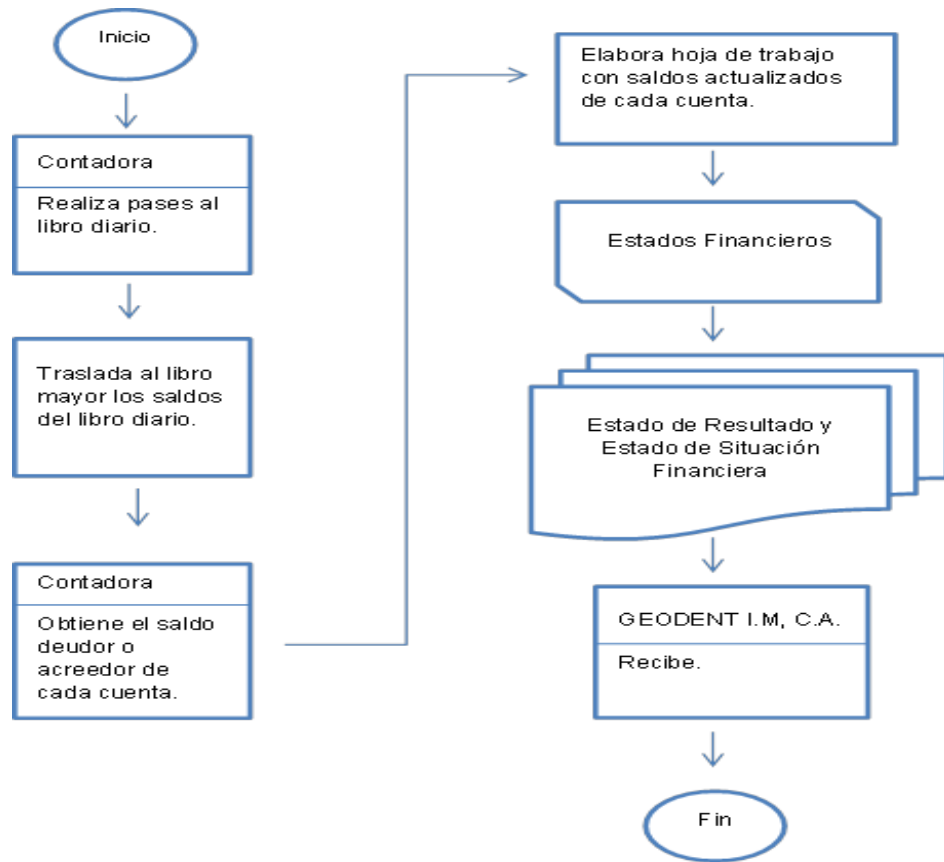 Inicio
Contadora
Realiza pases al
libro diario.
Traslada al libro
mayor los saldos
del libro diario.
Contadora
Obtiene el saldo
deudor o
acreedor de
cada cuenta.
Elabora hoja de trabajo
con saldos actualizados
de cada cuenta.
Estados Financieros
Estado de Resultado y
Estado de Situación
Financiera
GEODENT I.M, C.A.
Recibe.
Fin